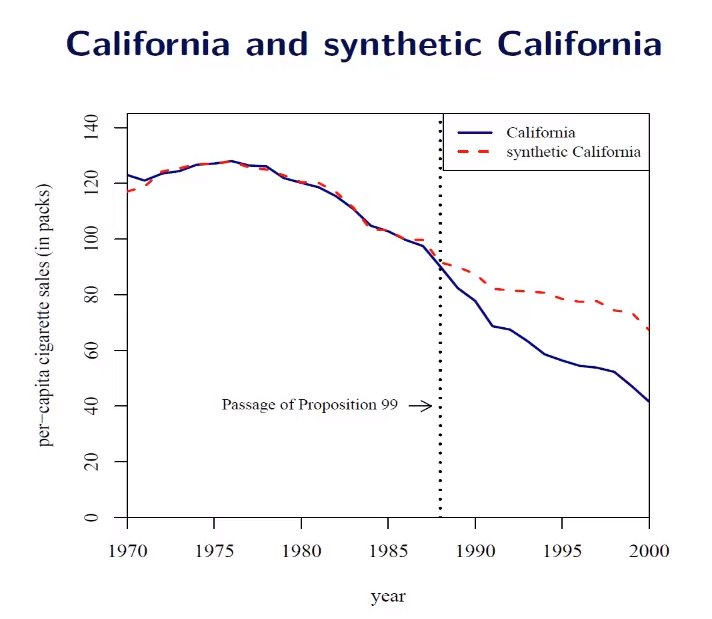 California and synthetic California
California
synthetic California
per−capita cigarette sales (in packs)
140
120
100
80
60
40
20
0
Passage of Proposition 99
1970 1975 1980 1985 1990 1995 2000
year